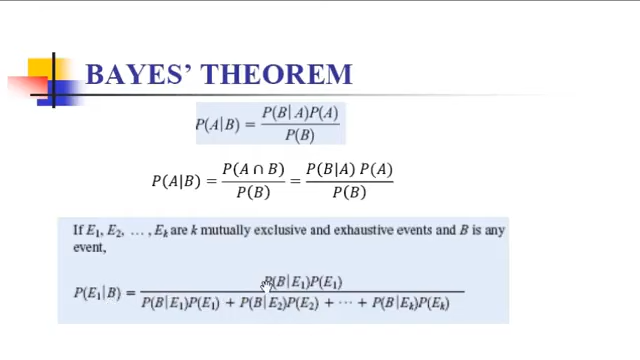 BAYES' THEOREM
P(A|B) = P(B|A)P(A) / P(B)
P(A|B) = P(A ∩ B) / P(B) = P(B|A) P(A) / P(B)
If E₁, E₂, …, Eₖ are k mutually exclusive and exhaustive events and B is any
event,
P(E₁|B) = P(B|E₁)P(E₁) / P(B|E₁)P(E₁) + P(B|E₂)P(E₂) + ⋯ + P(B|Eₖ)P(Eₖ)